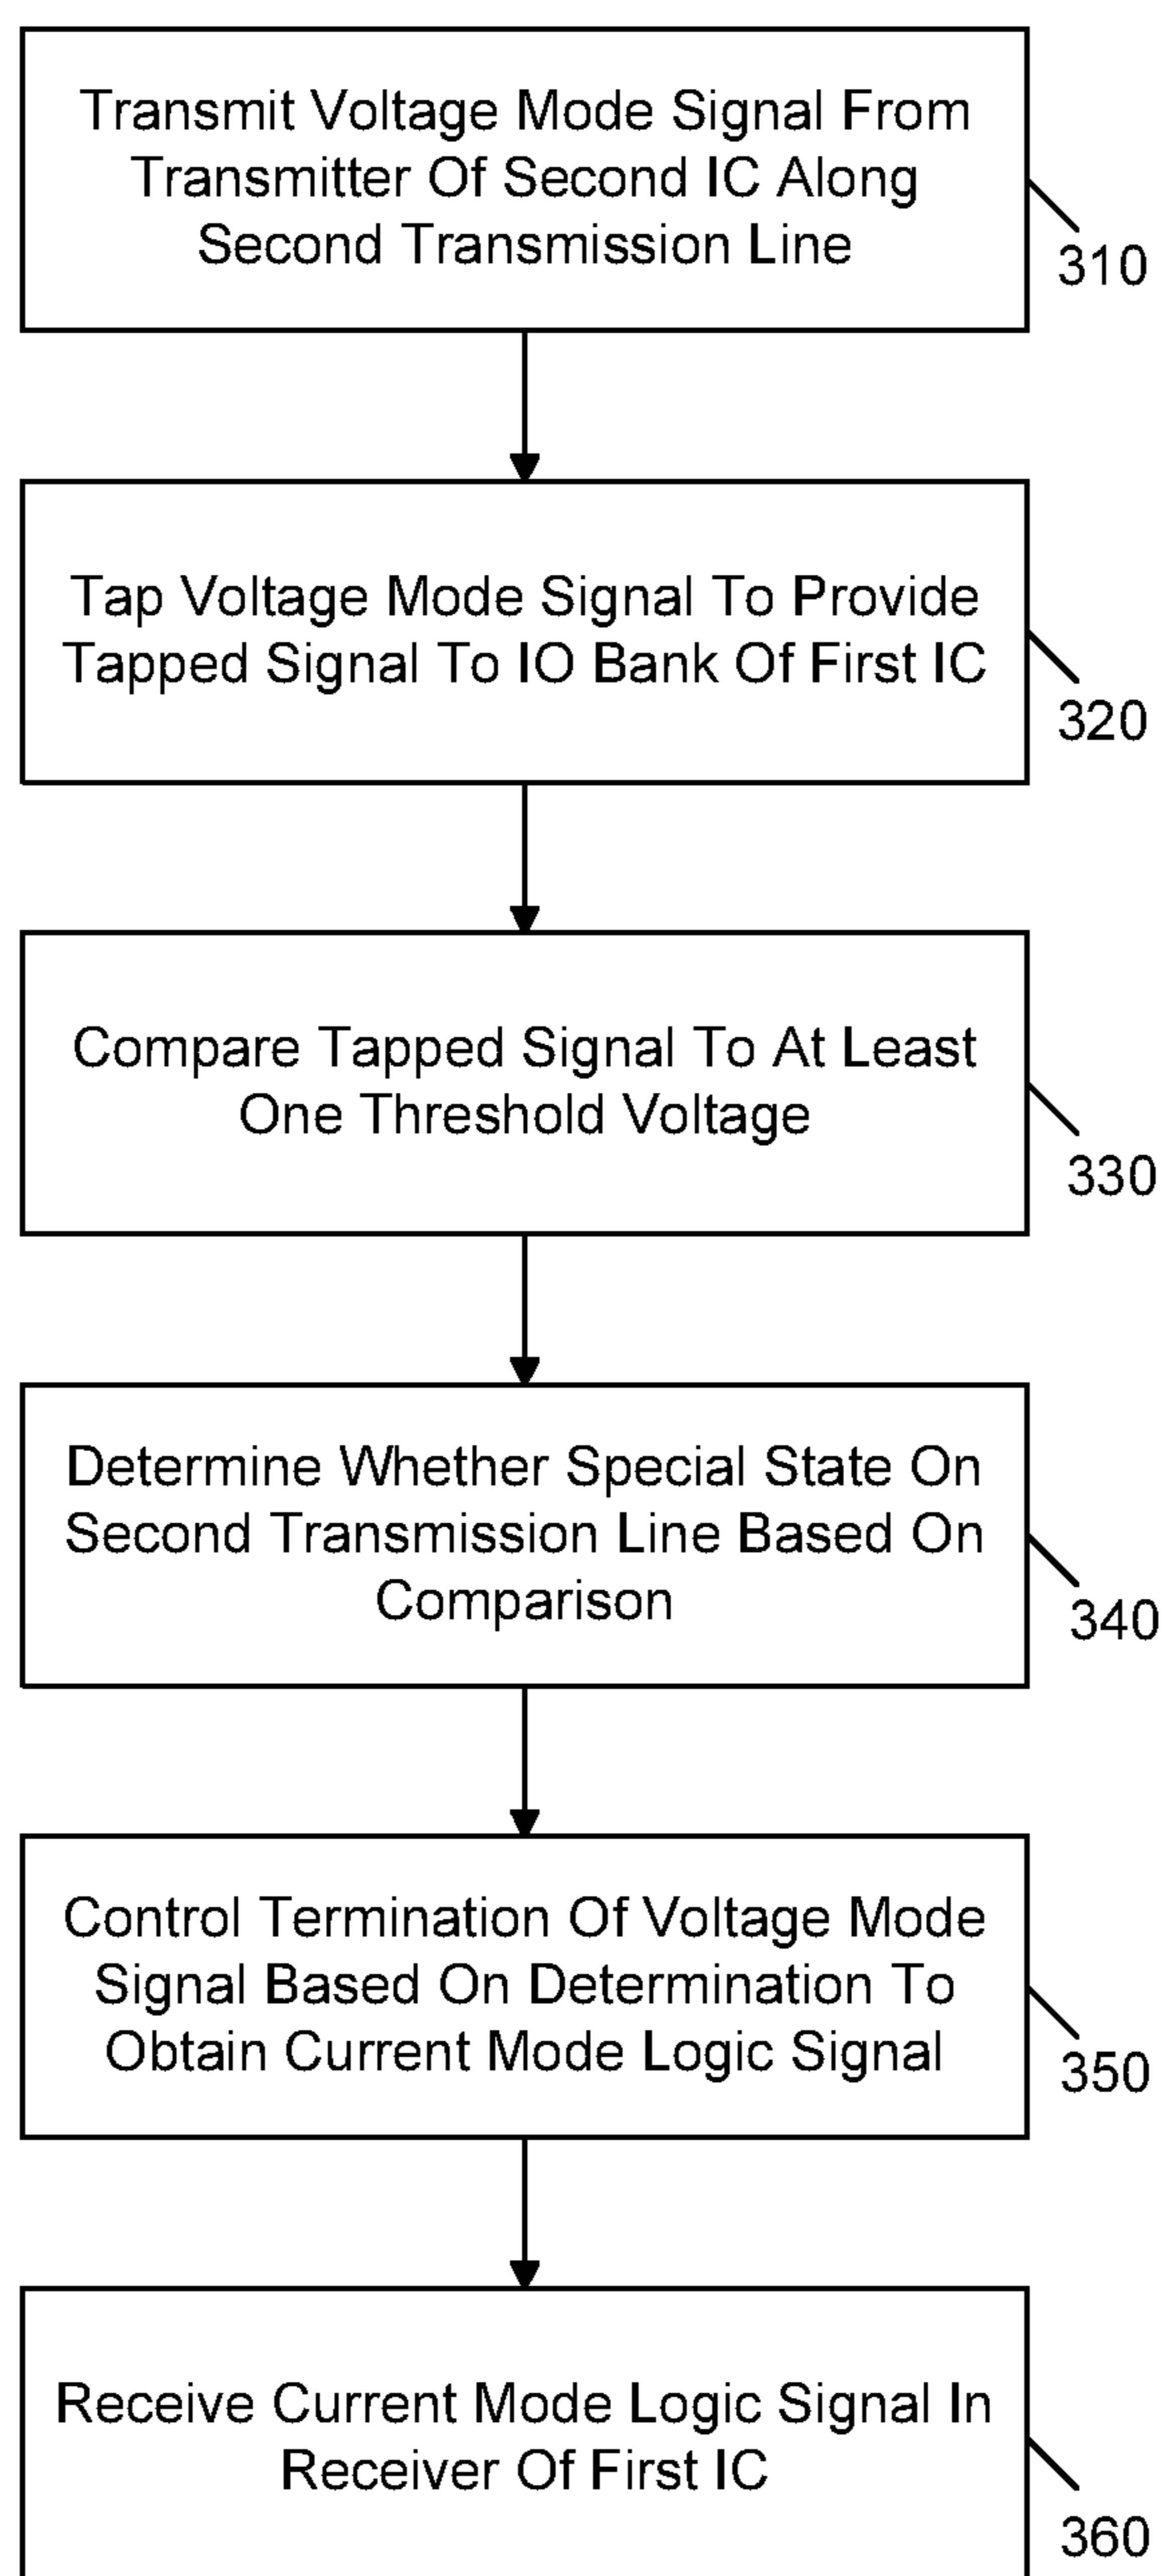 Transmit Voltage Mode Signal From
Transmitter Of Second IC Along
Second Transmission Line
310
Tap Voltage Mode Signal To Provide
Tapped Signal To IO Bank Of First IC
320
Compare Tapped Signal To At Least
One Threshold Voltage
330
Determine Whether Special State On
Second Transmission Line Based On
Comparison
340
Control Termination Of Voltage Mode
Signal Based On Determination To
Obtain Current Mode Logic Signal
350
Receive Current Mode Logic Signal In
Receiver Of First IC
360